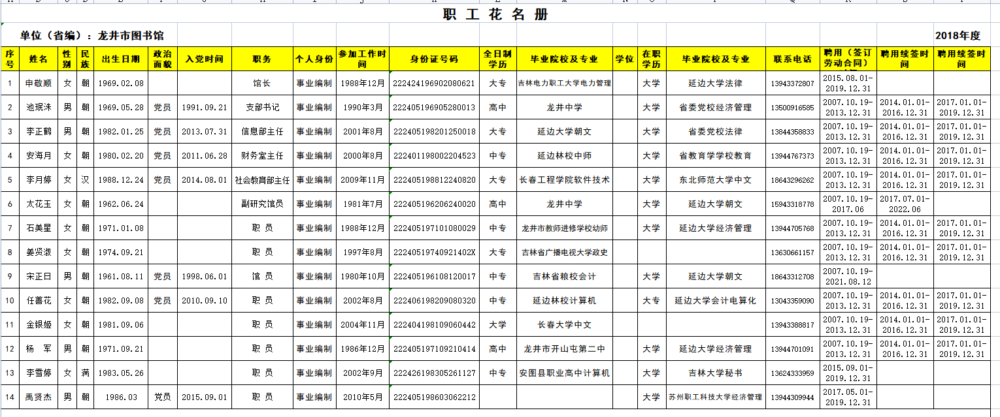 职 工 花 名 册
单位（省编）：龙井市图书馆 2018年度
序号 姓名 性别 民族 出生日期 政治面貌 入党时间 职务 个人身份 参加工作时间 身份证号码 全日制学历 毕业院校及专业 学位 在职学历 毕业院校及专业 联系电话 聘用（签订劳动合同） 聘用续签时间 聘用续签时间
1 申敬顺 女 朝 1969.02.08 馆长 事业编制 1988年12月 222424196902080621 大专 吉林电力职工大学电力管理 大学 延边大学法律 13943372807 2015.08.01-2019.12.31
2 池珉洙 男 朝 1969.05.28 党员 1991.09.21 支部书记 事业编制 1990年3月 222405196905280013 高中 龙井中学 大学 省委党校经济管理 13500916585 2007.10.19-2013.12.31 2014.01.01-2016.12.31 2017.01.01-2019.12.31
3 李正鹤 男 朝 1982.01.25 党员 2013.07.31 信息部主任 事业编制 2001年8月 222405198201250018 大专 延边大学朝文 大学 省委党校法律 13844358833 2007.10.19-2013.12.31 2014.01.01-2016.12.31 2017.01.01-2019.12.31
4 安海月 女 朝 1980.02.20 党员 2011.06.28 财务室主任 事业编制 2000年8月 222401198002204523 中专 延边林校中师 大学 省教育学学校教育 13944767373 2007.10.19-2013.12.31 2014.01.01-2016.12.31 2017.01.01-2019.12.31
5 李月婷 女 汉 1988.12.24 党员 2014.08.01 社会教育部主任 事业编制 2009年11月 222405198812240820 大专 长春工程学院软件技术 大学 东北师范大学中文 18643296262 2007.10.19-2013.12.31 2014.01.01-2016.12.31 2017.01.01-2019.12.31
6 太花玉 女 朝 1962.06.24 副研究馆员 事业编制 1981年7月 222405196206240020 高中 龙井中学 大学 延边大学朝文 15943318778 2007.10.19-2017.06 2017.07.01-2022.06
7 石美星 女 朝 1971.01.08 职 员 事业编制 1988年12月 222405197101080029 中专 龙井市教师进修学校幼师 大学 延边大学经济管理 13944705768 2007.10.19-2013.12.31 2014.01.01-2016.12.31 2017.01.01-2019.12.31
8 姜贤淑 女 朝 1974.09.21 职 员 事业编制 1997年8月 22240519740921402X 大专 吉林省广播电视大学政史 13630661157 2007.10.19-2013.12.31 2014.01.01-2016.12.31 2017.01.01-2019.12.31
9 宋正日 男 朝 1961.08.11 党员 1998.06.01 馆 员 事业编制 1980年10月 222405196108120017 中专 吉林省粮校会计 大学 延边大学朝文 18643312708 2007.10.19-2021.08.12
10 任善花 女 朝 1982.09.08 党员 2010.09.10 职 员 事业编制 2002年8月 222406198209080320 中专 延边林校计算机 大专 延边大学会计电算化 13043359090 2007.10.19-2013.12.31 2014.01.01-2016.12.31 2017.01.01-2019.12.31
11 金银姬 女 朝 1981.09.06 职 员 事业编制 2004年11月 222404198109060442 大学 长春大学中文 13943388817 2007.10.19-2013.12.31 2014.01.01-2016.12.31 2017.01.01-2019.12.31
12 杨 军 男 朝 1971.09.21 职 员 事业编制 1986年12月 222405197109210414 高中 龙井市开山屯第二中 大学 延边大学经济管理 13944701091 2007.10.19-2013.12.31 2014.01.01-2016.12.31 2017.01.01-2019.12.31
13 李雪婷 女 满 1983.05.26 职 员 事业编制 2002年9月 222426198305261127 中专 安图县职业高中计算机 大学 吉林大学秘书 13624333959 2015.09.01-2019.12.31
14 禹贤杰 男 朝 1986.03 党员 2015.09.01 职 员 事业编制 2010年5月 222405198603062212 大学 苏州职工科技大学经济管理 13944309944 2017.05.01-2019.12.31